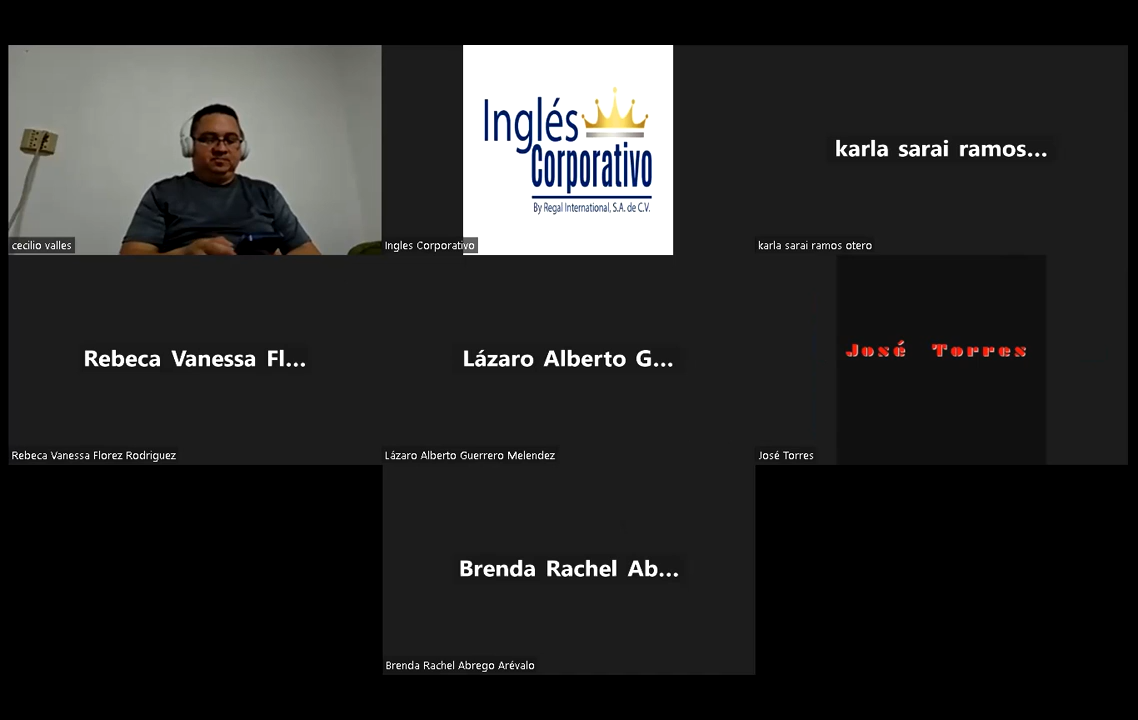 cecilio valles
Inglés
Corporativo
By Regal International, S.A. de C.V.
Ingles Corporativo
karla sarai ramos...
karla sarai ramos otero
Rebeca Vanessa Fl...
Rebeca Vanessa Florez Rodriguez
Lázaro Alberto G...
Lázaro Alberto Guerrero Melendez
José Torres
José Torres
Brenda Rachel Ab...
Brenda Rachel Abrego Arévalo